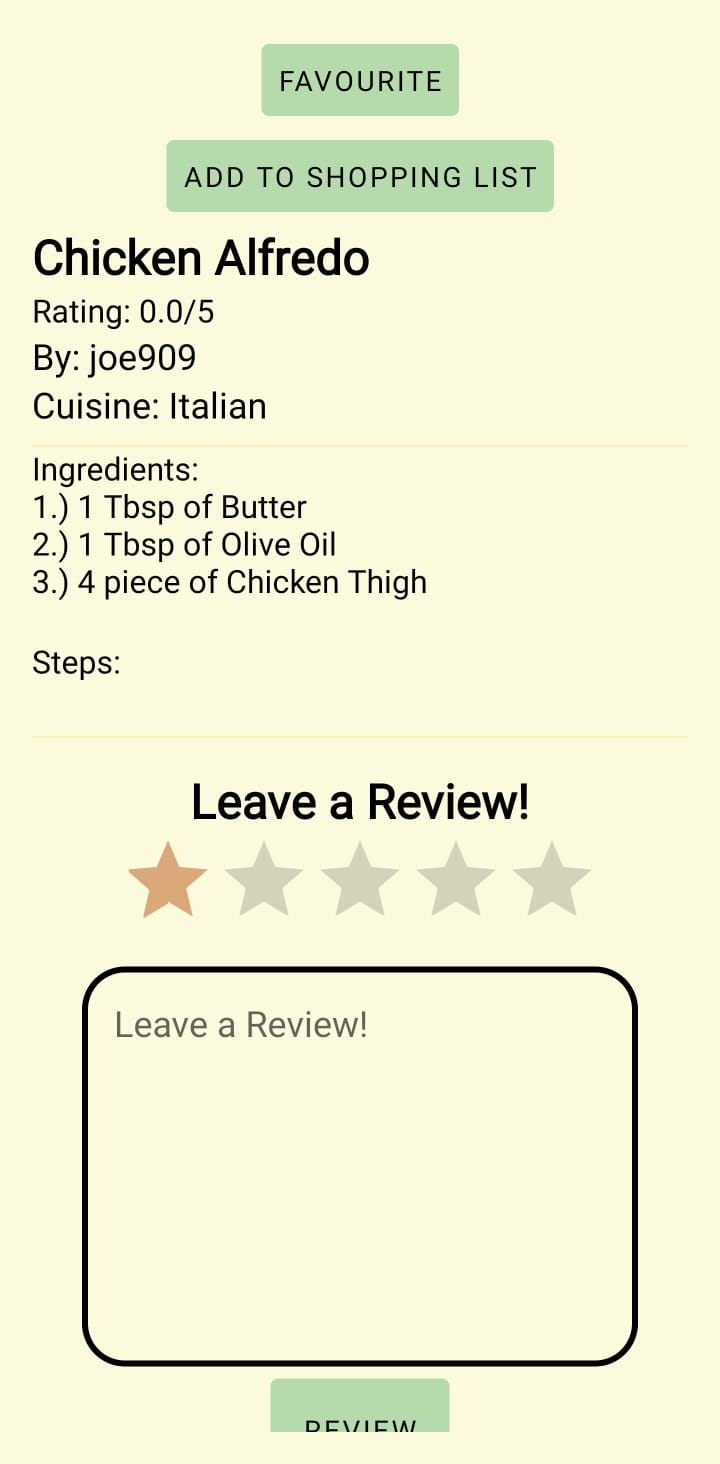 FAVOURITE
ADD TO SHOPPING LIST
Chicken Alfredo
Rating: 0.0/5
By: joe909
Cuisine: Italian
Ingredients:
1.) 1 Tbsp of Butter
2.) 1 Tbsp of Olive Oil
3.) 4 piece of Chicken Thigh
Steps:
Leave a Review!
Leave a Review!
REVIEW